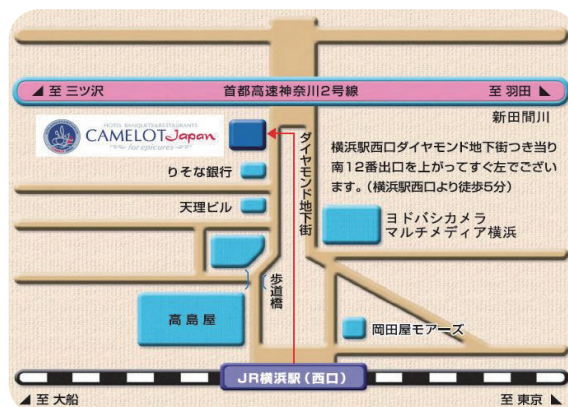 至 三ツ沢
首都高速神奈川2号線
至 羽田
新田間川
HOTEL BANQUETS&RESTAURANTS
CAMELOT Japan
for epicures
ダイヤモンド地下街
横浜駅西口ダイヤモンド地下街つき当り
南12番出口を上がってすぐ左でござい
ます。(横浜駅西口より徒歩5分)
りそな銀行
天理ビル
ヨドバシカメラ
マルチメディア横浜
歩道橋
高島屋
岡田屋モアーズ
JR横浜駅(西口)
至 大船
至 東京